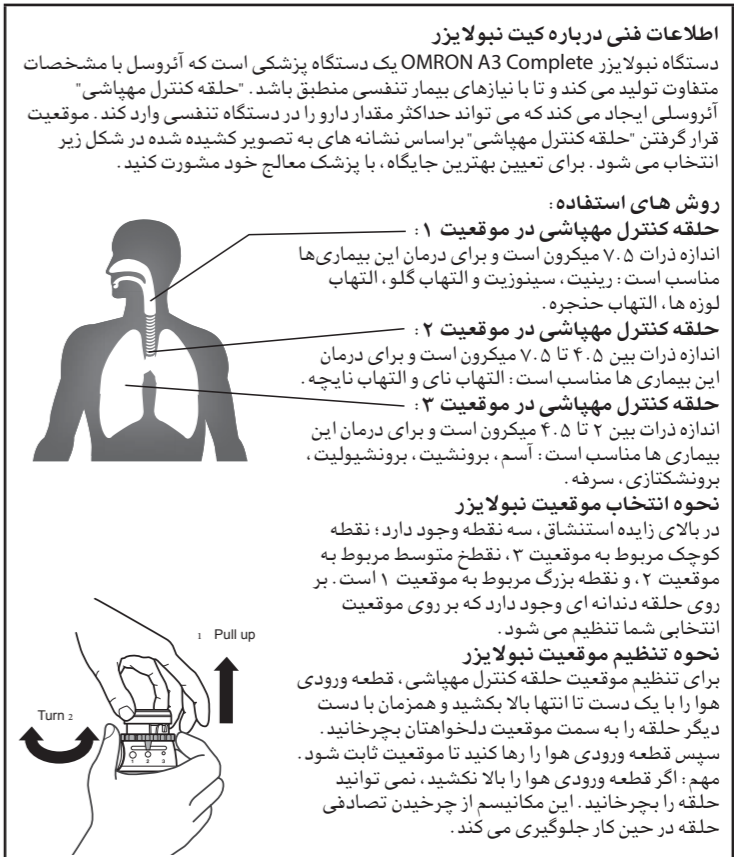 اطلاعات فنی درباره کیت نبولایزر
دستگاه نبولایزر OMRON A3 Complete یک دستگاه پزشکی است که آئروسل با مشخصات
متفاوت تولید می کند و تا با نیازهای بیمار تنفسی منطبق باشد. "حلقه کنترل مهپاشی"
آئروسلی ایجاد می کند که می تواند حداکثر مقدار دارو را در دستگاه تنفسی وارد کند. موقعیت
قرار گرفتن "حلقه کنترل مهپاشی" براساس نشانه های به تصویر کشیده شده در شکل زیر
انتخاب می شود. برای تعیین بهترین جایگاه، با پزشک معالج خود مشورت کنید.
روش های استفاده:
حلقه کنترل مهپاشی در موقعیت ۱:
اندازه ذرات ۷.۵ میکرون است و برای درمان این بیماری‌ها
مناسب است: رینیت، سینوزیت و التهاب گلو، التهاب
لوزه ها، التهاب حنجره.
حلقه کنترل مهپاشی در موقعیت ۲:
اندازه ذرات بین ۴.۵ تا ۷.۵ میکرون است و برای درمان
این بیماری ها مناسب است: التهاب نای و التهاب نایچه.
حلقه کنترل مهپاشی در موقعیت ۳:
اندازه ذرات بین ۲ تا ۴.۵ میکرون است و برای درمان این
بیماری ها مناسب است: آسم، برونشیت، برونشیولیت،
برونشکتازی، سرفه.
نحوه انتخاب موقعیت نبولایزر
در بالای زایده استنشاق، سه نقطه وجود دارد؛ نقطه
کوچک مربوط به موقعیت ۳، نقطخ متوسط مربوط به
موقعیت ۲، و نقطه بزرگ مربوط به موقعیت ۱ است. بر
روی حلقه دندانه ای وجود دارد که بر روی موقعیت
انتخابی شما تنظیم می شود.
نحوه تنظیم موقعیت نبولایزر
برای تنظیم موقعیت حلقه کنترل مهپاشی، قطعه ورودی
هوا را با یک دست تا انتها بالا بکشید و همزمان با دست
دیگر حلقه را به سمت موقعیت دلخواهتان بچرخانید.
سپس قطعه ورودی هوا را رها کنید تا موقعیت ثابت شود.
مهم: اگر قطعه ورودی هوا را بالا نکشید، نمی توانید
حلقه را بچرخانید. این مکانیسم از چرخیدن تصادفی
حلقه در حین کار جلوگیری می کند.
1 Pull up
Turn 2
1 2 3